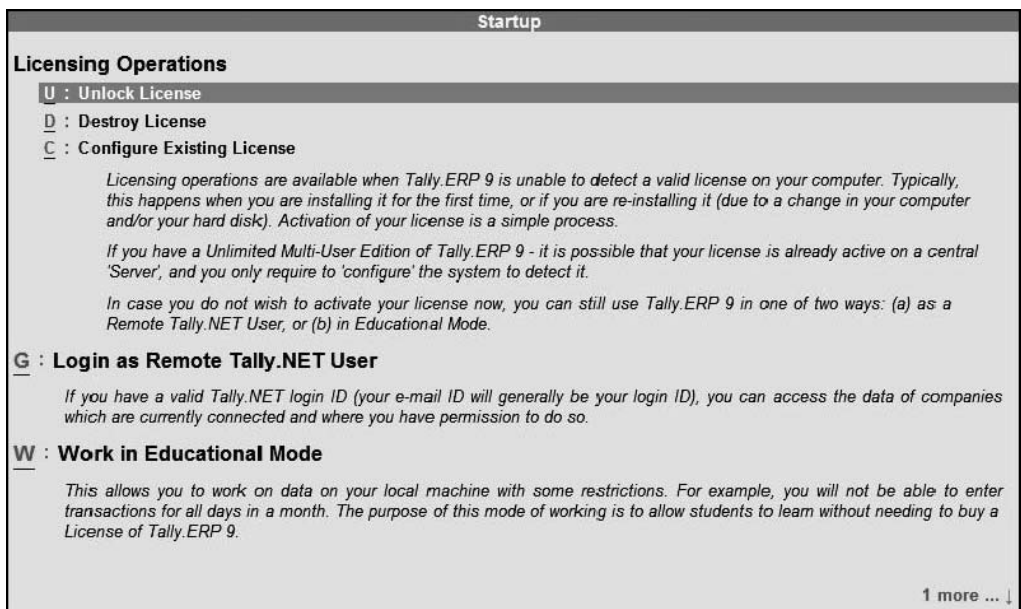 Startup
Licensing Operations
U : Unlock License
D : Destroy License
C : Configure Existing License
Licensing operations are available when Tally.ERP 9 is unable to detect a valid license on your computer. Typically,
this happens when you are installing it for the first time, or if you are re-installing it (due to a change in your computer
and/or your hard disk). Activation of your license is a simple process.
If you have a Unlimited Multi-User Edition of Tally.ERP 9 - it is possible that your license is already active on a central
'Server', and you only require to 'configure' the system to detect it.
In case you do not wish to activate your license now, you can still use Tally.ERP 9 in one of two ways: (a) as a
Remote Tally.NET User, or (b) in Educational Mode.
G : Login as Remote Tally.NET User
If you have a valid Tally.NET login ID (your e-mail ID will generally be your login ID), you can access the data of companies
which are currently connected and where you have permission to do so.
W : Work in Educational Mode
This allows you to work on data on your local machine with some restrictions. For example, you will not be able to enter
transactions for all days in a month. The purpose of this mode of working is to allow students to learn without needing to buy a
License of Tally.ERP 9.
1 more ... ↓